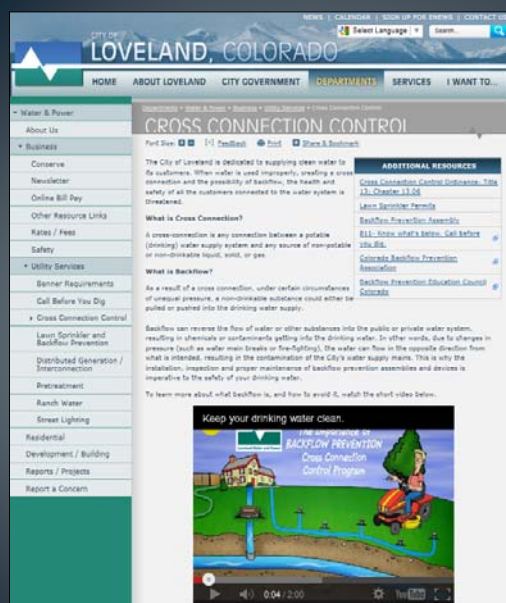 NEWS | CALENDAR | SIGN UP FOR ENEWS | CONTACT US
Select Language
Search...
CITY OF
LOVELAND, COLORADO
HOME ABOUT LOVELAND CITY GOVERNMENT DEPARTMENTS SERVICES I WANT TO...
Water & Power
About Us
Business
Conserve
Newsletter
Online Bill Pay
Other Resource Links
Rates / Fees
Safety
Utility Services
Banner Requirements
Call Before You Dig
Cross Connection Control
Lawn Sprinkler and
Backflow Prevention
Distributed Generation /
Interconnection
Pretreatment
Ranch Water
Street Lighting
Residential
Development / Building
Reports / Projects
Report a Concern
Departments » Water & Power » Business » Utility Services » Cross Connection Control
CROSS CONNECTION CONTROL
Font Size: [+] Feedback Print Share & Bookmark
The City of Loveland is dedicated to supplying clean water to
its customers. When water is used improperly, creating a cross
connection and the possibility of backflow, the health and
safety of all the customers connected to the water system is
threatened.
What is Cross Connection?
A cross-connection is any connection between a potable
(drinking) water supply system and any source of non-potable
or non-drinkable liquid, solid, or gas.
What is Backflow?
As a result of a cross connection, under certain circumstances
of unequal pressure, a non-drinkable substance could either be
pulled or pushed into the drinking water supply.
ADDITIONAL RESOURCES
Cross Connection Control Ordinance- Title
13: Chapter 13.06
Lawn Sprinkler Permits
Backflow Prevention Assembly
811- Know what's below. Call before
you dig.
Colorado Backflow Prevention
Association
Backflow Prevention Education Council
Colorado
Backflow can reverse the flow of water or other substances into the public or private water system,
resulting in chemicals or contaminants getting into the drinking water. In other words, due to changes in
pressure (such as water main breaks or fire-fighting), the water can flow in the opposite direction from
what is intended, resulting in the contamination of the City's water supply mains. This is why the
installation, inspection and proper maintenance of backflow prevention assemblies and devices is
imperative to the safety of your drinking water.
To learn more about what backflow is, and how to avoid it, watch the short video below.
Keep your drinking water clean.
The importance of
BACKFLOW PREVENTION
Cross Connection
Control Program
Loveland Water and Power
0:04 / 2:00
YouTube